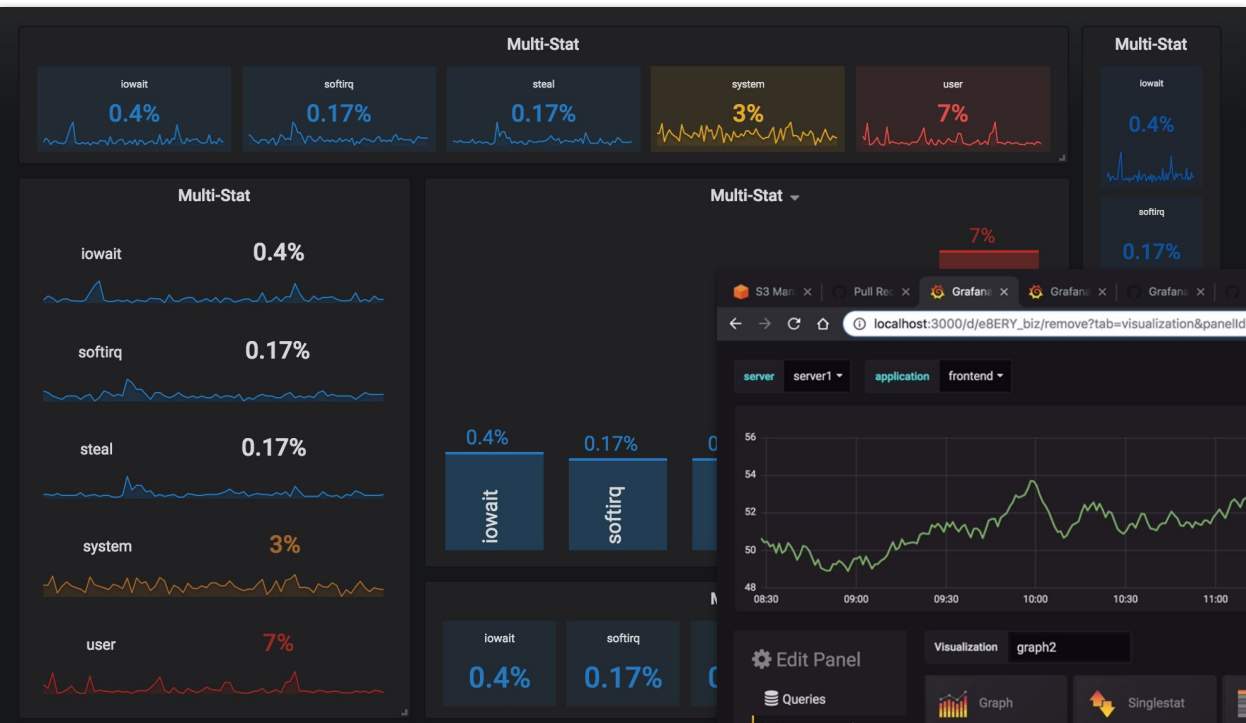 Multi-Stat
iowait
0.4%
softirq
0.17%
steal
0.17%
system
3%
user
7%
Multi-Stat
iowait
0.4%
softirq
0.17%
Multi-Stat
iowait 0.4%
softirq 0.17%
steal 0.17%
system 3%
user 7%
Multi-Stat
7%
0.4%
iowait
0.17%
softirq
0
M
iowait
0.4%
softirq
0.17%
S3 Man
Pull Rec
Grafana
Grafana
Grafana
localhost:3000/d/e8ERY_biz/remove?tab=visualization&panelId
server server1 application frontend
56
54
52
50
48
08:30 09:00 09:30 10:00 10:30 11:00
Edit Panel
Queries
Visualization graph2
Graph
Singlestat